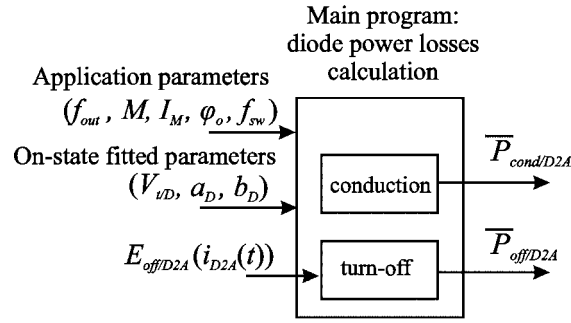 Main program:
diode power losses
calculation
Application parameters
(f_out , M, I_M, φ_o, f_sw)
On-state fitted parameters
(V_t/D, a_D, b_D)
E_off/D2A(i_D2A(t))
conduction
turn-off
P̅_cond/D2A
P̅_off/D2A